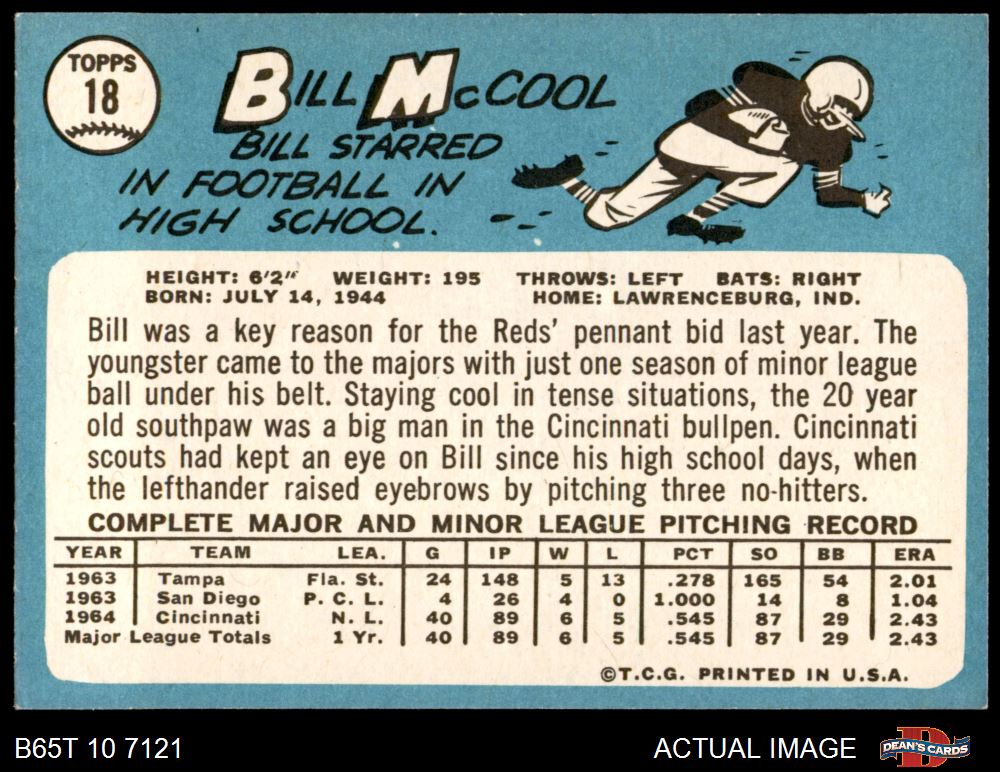 TOPPS
18
BILL McCOOL
BILL STARRED
IN FOOTBALL IN
HIGH SCHOOL.
HEIGHT: 6'2" WEIGHT: 195 THROWS: LEFT BATS: RIGHT
BORN: JULY 14, 1944 HOME: LAWRENCEBURG, IND.
Bill was a key reason for the Reds' pennant bid last year. The
youngster came to the majors with just one season of minor league
ball under his belt. Staying cool in tense situations, the 20 year
old southpaw was a big man in the Cincinnati bullpen. Cincinnati
scouts had kept an eye on Bill since his high school days, when
the lefthander raised eyebrows by pitching three no-hitters.
COMPLETE MAJOR AND MINOR LEAGUE PITCHING RECORD
YEAR TEAM LEA. G IP W L PCT SO BB ERA
1963 Tampa Fla. St. 24 148 5 13 .278 165 54 2.01
1963 San Diego P. C. L. 4 26 4 0 1.000 14 8 1.04
1964 Cincinnati N. L. 40 89 6 5 .545 87 29 2.43
Major League Totals 1 Yr. 40 89 6 5 .545 87 29 2.43
©T.C.G. PRINTED IN U.S.A.
B65T 10 7121 ACTUAL IMAGE DEAN'S CARDS